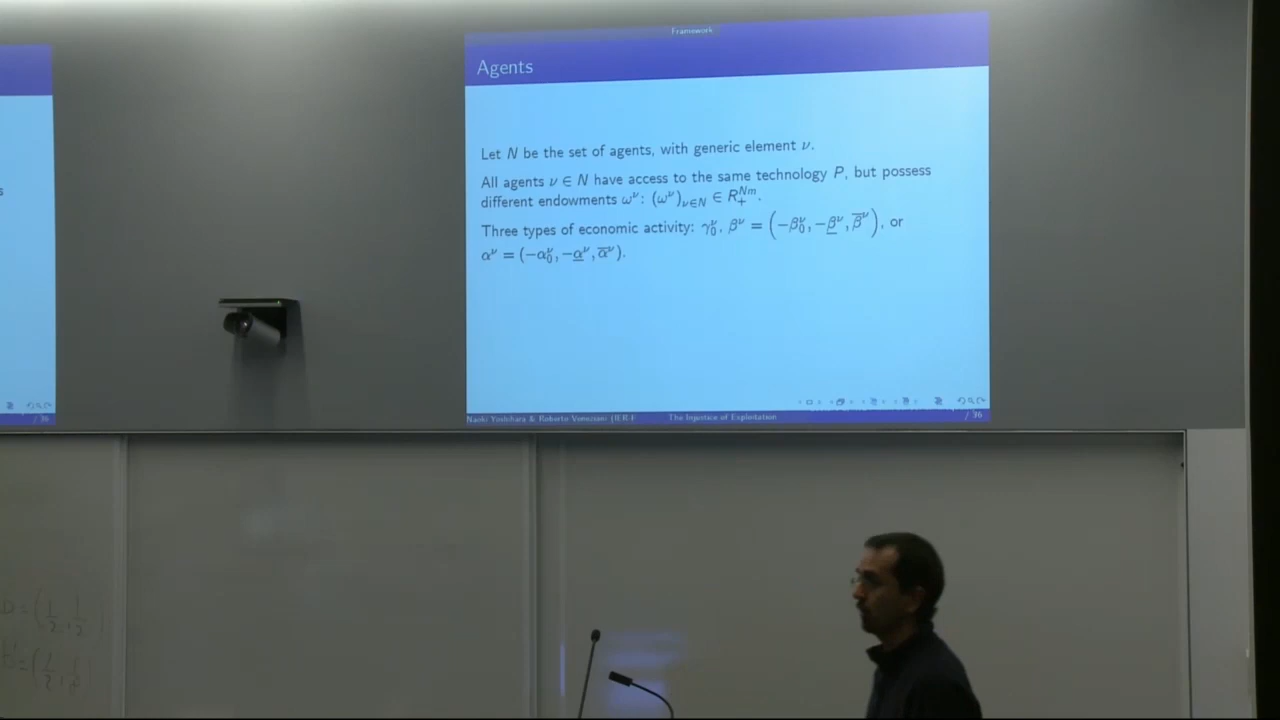 Framework
Agents
Let N be the set of agents, with generic element ν.
All agents ν ∈ N have access to the same technology P, but possess
different endowments ω^ν: (ω^ν)_{ν∈N} ∈ R_+^{Nm}.
Three types of economic activity: γ_0^ν, β^ν = (−β_0^ν, −β̲^ν, β̅^ν), or
α^ν = (−α_0^ν, −α̲^ν, α̅^ν).
Naoki Yoshihara & Roberto Veneziani (IER,H
The Injustice of Exploitation
/ 36
s
/ 36